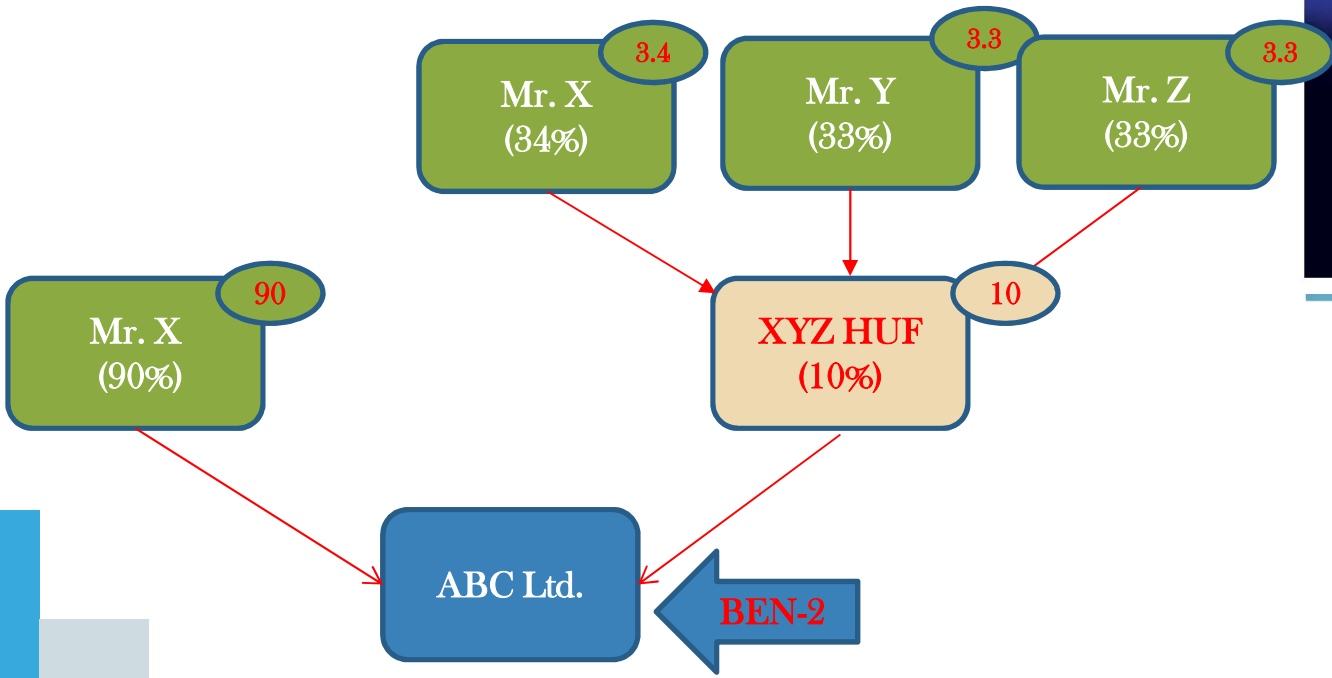 3.4
Mr. X
(34%)
3.3
Mr. Y
(33%)
3.3
Mr. Z
(33%)
90
Mr. X
(90%)
10
XYZ HUF
(10%)
ABC Ltd.
BEN-2